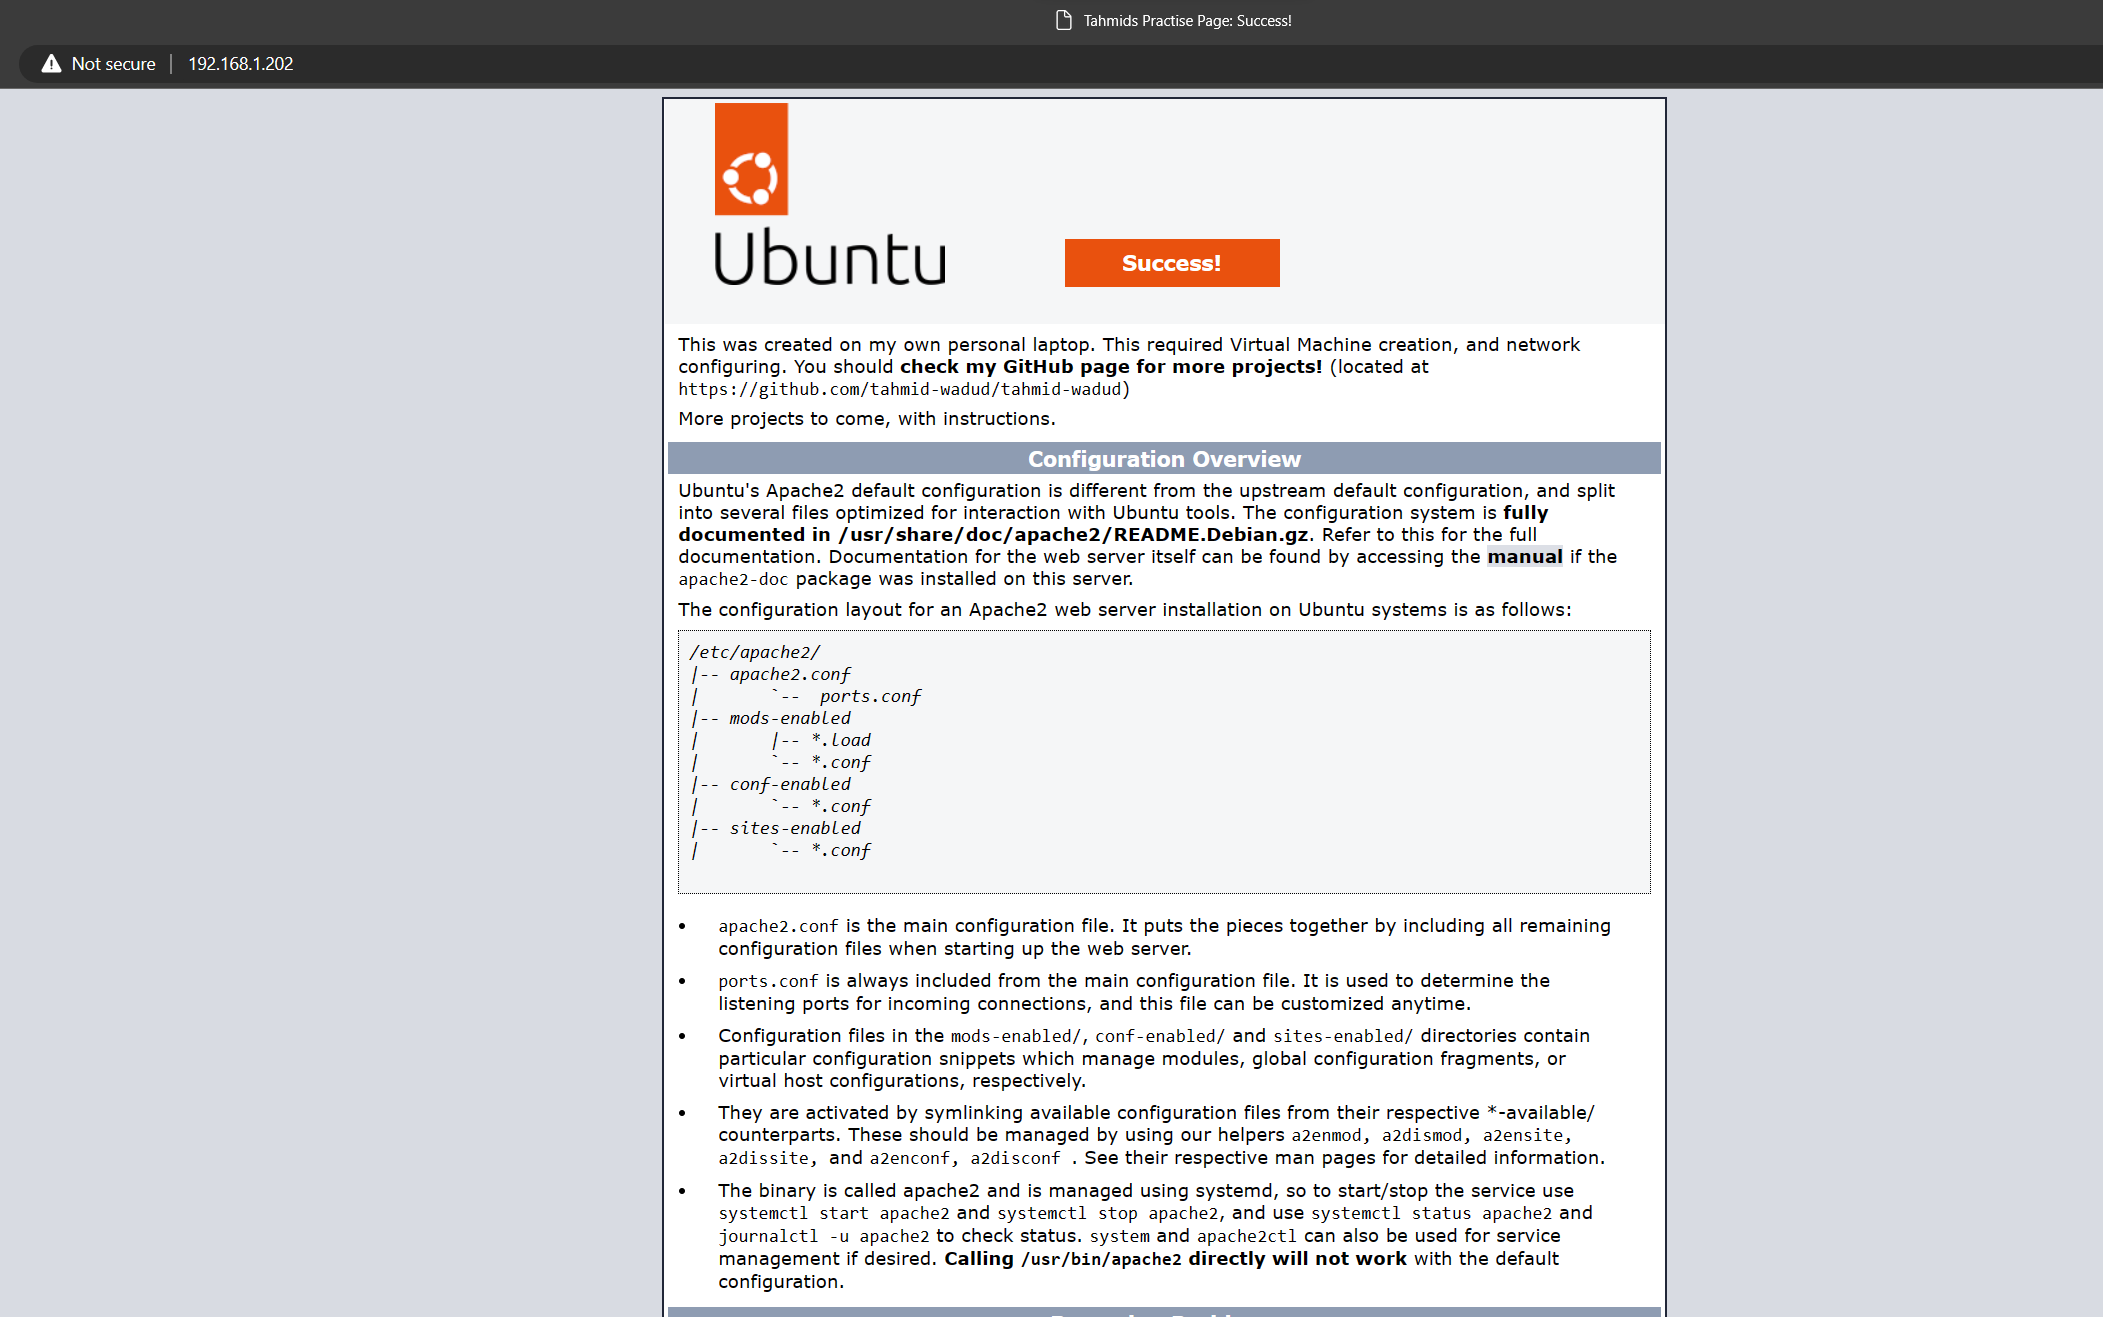 Tahmids Practise Page: Success!
Not secure | 192.168.1.202
Ubuntu
Success!
This was created on my own personal laptop. This required Virtual Machine creation, and network
configuring. You should check my GitHub page for more projects! (located at
https://github.com/tahmid-wadud/tahmid-wadud)
More projects to come, with instructions.
Configuration Overview
Ubuntu's Apache2 default configuration is different from the upstream default configuration, and split
into several files optimized for interaction with Ubuntu tools. The configuration system is fully
documented in /usr/share/doc/apache2/README.Debian.gz. Refer to this for the full
documentation. Documentation for the web server itself can be found by accessing the manual if the
apache2-doc package was installed on this server.
The configuration layout for an Apache2 web server installation on Ubuntu systems is as follows:
/etc/apache2/
|-- apache2.conf
|       `--  ports.conf
|-- mods-enabled
|       |-- *.load
|       `-- *.conf
|-- conf-enabled
|       `-- *.conf
|-- sites-enabled
|       `-- *.conf
• apache2.conf is the main configuration file. It puts the pieces together by including all remaining
configuration files when starting up the web server.
• ports.conf is always included from the main configuration file. It is used to determine the
listening ports for incoming connections, and this file can be customized anytime.
• Configuration files in the mods-enabled/, conf-enabled/ and sites-enabled/ directories contain
particular configuration snippets which manage modules, global configuration fragments, or
virtual host configurations, respectively.
• They are activated by symlinking available configuration files from their respective *-available/
counterparts. These should be managed by using our helpers a2enmod, a2dismod, a2ensite,
a2dissite, and a2enconf, a2disconf . See their respective man pages for detailed information.
• The binary is called apache2 and is managed using systemd, so to start/stop the service use
systemctl start apache2 and systemctl stop apache2, and use systemctl status apache2 and
journalctl -u apache2 to check status. system and apache2ctl can also be used for service
management if desired. Calling /usr/bin/apache2 directly will not work with the default
configuration.